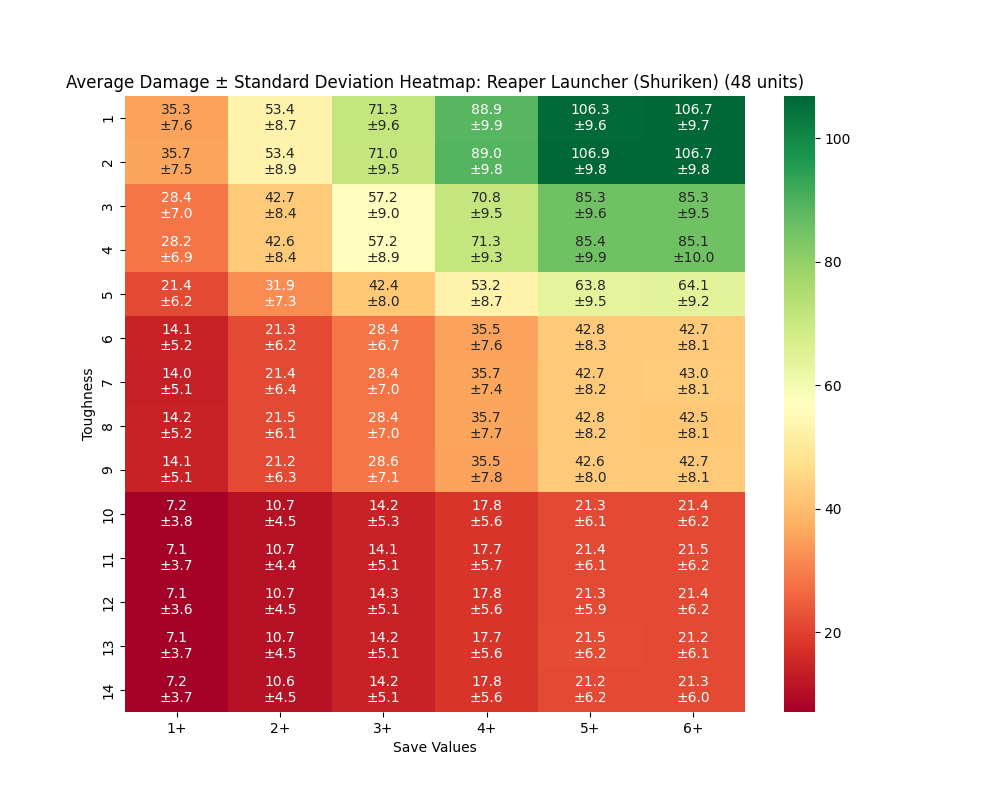 Average Damage ± Standard Deviation Heatmap: Reaper Launcher (Shuriken) (48 units)
1 35.3 53.4 71.3 88.9 106.3 106.7
±7.6 ±8.7 ±9.6 ±9.9 ±9.6 ±9.7
2 35.7 53.4 71.0 89.0 106.9 106.7
±7.5 ±8.9 ±9.5 ±9.8 ±9.8 ±9.8
3 28.4 42.7 57.2 70.8 85.3 85.3
±7.0 ±8.4 ±9.0 ±9.5 ±9.6 ±9.5
4 28.2 42.6 57.2 71.3 85.4 85.1
±6.9 ±8.4 ±8.9 ±9.3 ±9.9 ±10.0
5 21.4 31.9 42.4 53.2 63.8 64.1
±6.2 ±7.3 ±8.0 ±8.7 ±9.5 ±9.2
6 14.1 21.3 28.4 35.5 42.8 42.7
±5.2 ±6.2 ±6.7 ±7.6 ±8.3 ±8.1
7 14.0 21.4 28.4 35.7 42.7 43.0
±5.1 ±6.4 ±7.0 ±7.4 ±8.2 ±8.1
8 14.2 21.5 28.4 35.7 42.8 42.5
±5.2 ±6.1 ±7.0 ±7.7 ±8.2 ±8.1
9 14.1 21.2 28.6 35.5 42.6 42.7
±5.1 ±6.3 ±7.1 ±7.8 ±8.0 ±8.1
10 7.2 10.7 14.2 17.8 21.3 21.4
±3.8 ±4.5 ±5.3 ±5.6 ±6.1 ±6.2
11 7.1 10.7 14.1 17.7 21.4 21.5
±3.7 ±4.4 ±5.1 ±5.7 ±6.1 ±6.2
12 7.1 10.7 14.3 17.8 21.3 21.4
±3.6 ±4.5 ±5.1 ±5.6 ±5.9 ±6.2
13 7.1 10.7 14.2 17.7 21.5 21.2
±3.7 ±4.5 ±5.1 ±5.6 ±6.2 ±6.1
14 7.2 10.6 14.2 17.8 21.2 21.3
±3.7 ±4.5 ±5.1 ±5.6 ±6.2 ±6.0
1+ 2+ 3+ 4+ 5+ 6+
Save Values
Toughness
100
80
60
40
20